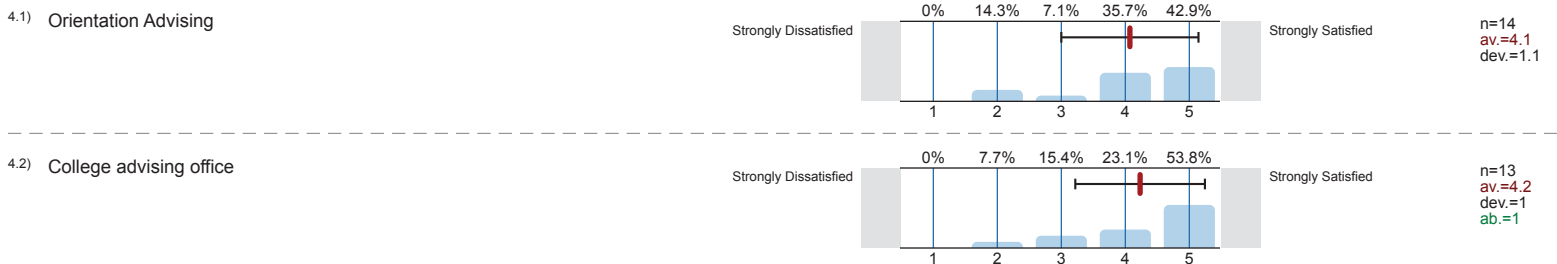 4.1) Orientation Advising
Strongly Dissatisfied
0% 14.3% 7.1% 35.7% 42.9%
1 2 3 4 5
Strongly Satisfied
n=14
av.=4.1
dev.=1.1
4.2) College advising office
Strongly Dissatisfied
0% 7.7% 15.4% 23.1% 53.8%
1 2 3 4 5
Strongly Satisfied
n=13
av.=4.2
dev.=1
ab.=1